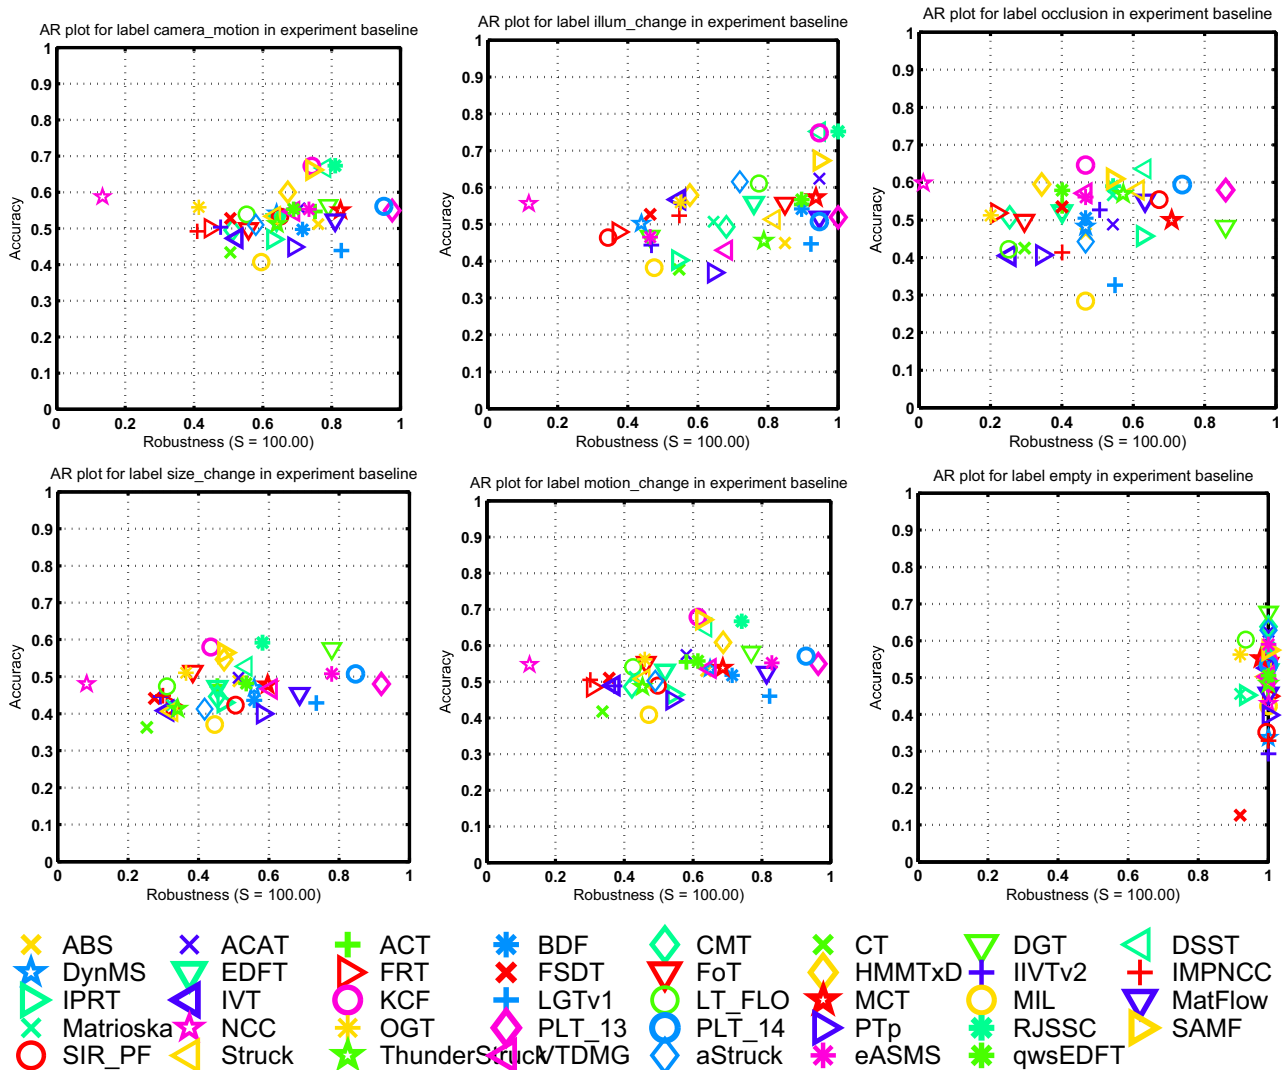 AR plot for label camera_motion in experiment baseline
1
0.9
0.8
0.7
0.6
0.5
0.4
0.3
0.2
0.1
0
Accuracy
0 0.2 0.4 0.6 0.8 1
Robustness (S = 100.00)
AR plot for label illum_change in experiment baseline
1
0.9
0.8
0.7
0.6
0.5
0.4
0.3
0.2
0.1
0
Accuracy
0 0.2 0.4 0.6 0.8 1
Robustness (S = 100.00)
AR plot for label occlusion in experiment baseline
1
0.9
0.8
0.7
0.6
0.5
0.4
0.3
0.2
0.1
0
Accuracy
0 0.2 0.4 0.6 0.8 1
Robustness (S = 100.00)
AR plot for label size_change in experiment baseline
1
0.9
0.8
0.7
0.6
0.5
0.4
0.3
0.2
0.1
0
Accuracy
0 0.2 0.4 0.6 0.8 1
Robustness (S = 100.00)
AR plot for label motion_change in experiment baseline
1
0.9
0.8
0.7
0.6
0.5
0.4
0.3
0.2
0.1
0
Accuracy
0 0.2 0.4 0.6 0.8 1
Robustness (S = 100.00)
AR plot for label empty in experiment baseline
1
0.9
0.8
0.7
0.6
0.5
0.4
0.3
0.2
0.1
0
Accuracy
0 0.2 0.4 0.6 0.8 1
Robustness (S = 100.00)
ABS ACAT ACT BDF CMT CT DGT DSST
DynMS EDFT FRT FSDT FoT HMMTxD IIVTv2 IMPNCC
IPRT IVT KCF LGTv1 LT_FLO MCT MIL MatFlow
Matrioska NCC OGT PLT_13 PLT_14 PTp RJSSC SAMF
SIR_PF Struck ThunderStruck VTDMG aStruck eASMS qwsEDFT